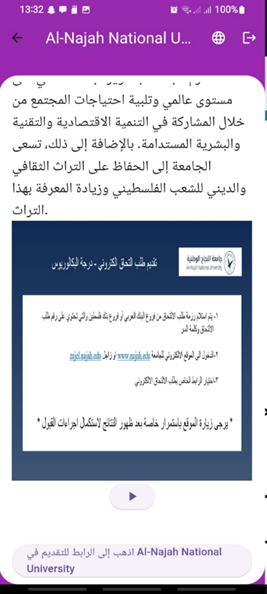 13:32
100%
Al-Najah National U...
مستوى عالمي وتلبية احتياجات المجتمع من
خلال المشاركة في التنمية الاقتصادية والتقنية
والبشرية المستدامة. بالإضافة إلى ذلك، تسعى
الجامعة إلى الحفاظ على التراث الثقافي
والديني للشعب الفلسطيني وزيادة المعرفة بهذا
التراث.
جامعة النجاح الوطنية
An-Najah National University
تقديم طلب التحاق الكتروني - درجة البكالوريوس
١- يتم استلام رزمة طلب الالتحاق من فروع البنك العربي أو فروع بنك فلسطين والتي تحتوي على رقم طلب
الالتحاق وكلمة السر
٢- الدخول الى الموقع الالكتروني للجامعة www.najah.edu او زاجل zajel.najah.edu
٣- اختيار الرابط الخاص بطلب الالتحاق الالكتروني
* يرجى زيارة الموقع باستمرار خاصة بعد ظهور النتائج لاستكمال اجراءات القبول *
اذهب إلى الرابط للتقديم في Al-Najah National
University